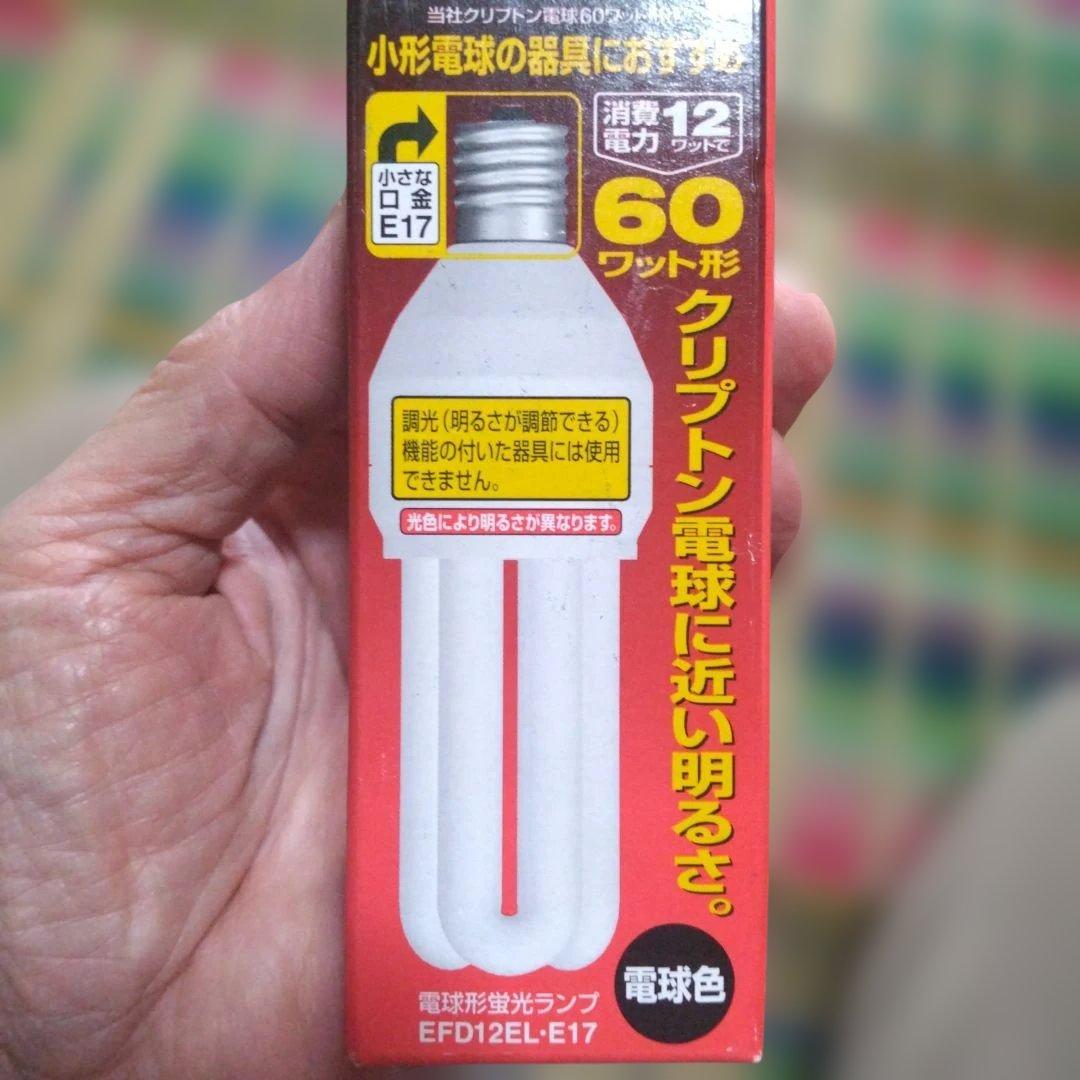 当社クリプトン電球60ワット
小形電球の器具におすすめ
小さな
口金
E17
消費
電力
12
ワットで
60
ワット形
クリプトン電球に近い明るさ。
調光(明るさが調節できる)
機能の付いた器具には使用
できません。
光色により明るさが異なります。
電球色
電球形蛍光ランプ
EFD12EL・E17